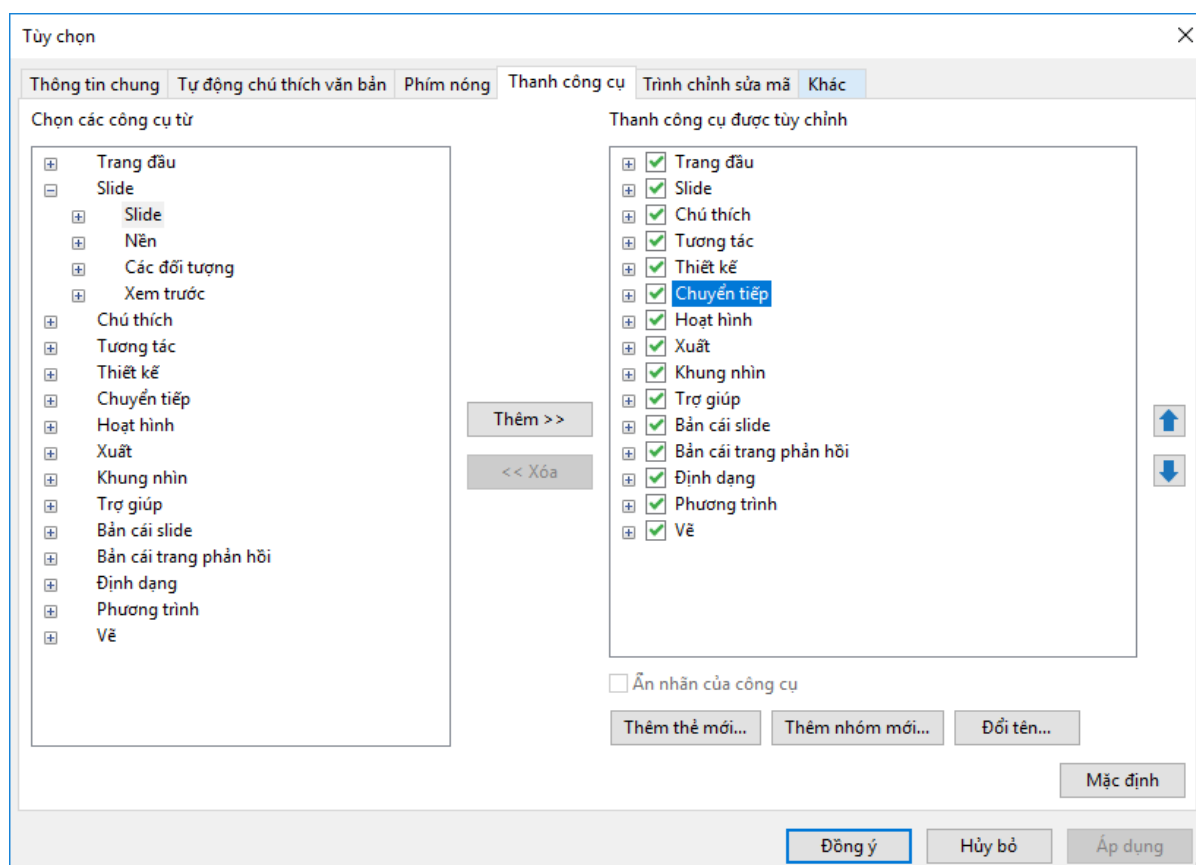 Tùy chọn
Thông tin chung Tự động chú thích văn bản Phím nóng Thanh công cụ Trình chỉnh sửa mã Khác
Chọn các công cụ từ
Trang đầu
Slide
Slide
Nền
Các đối tượng
Xem trước
Chú thích
Tương tác
Thiết kế
Chuyển tiếp
Hoạt hình
Xuất
Khung nhìn
Trợ giúp
Bản cái slide
Bản cái trang phản hồi
Định dạng
Phương trình
Vẽ
Thêm >>
<< Xóa
Thanh công cụ được tùy chỉnh
Trang đầu
Slide
Chú thích
Tương tác
Thiết kế
Chuyển tiếp
Hoạt hình
Xuất
Khung nhìn
Trợ giúp
Bản cái slide
Bản cái trang phản hồi
Định dạng
Phương trình
Vẽ
Ẩn nhãn của công cụ
Thêm thẻ mới... Thêm nhóm mới... Đổi tên...
Mặc định
Đồng ý Hủy bỏ Áp dụng